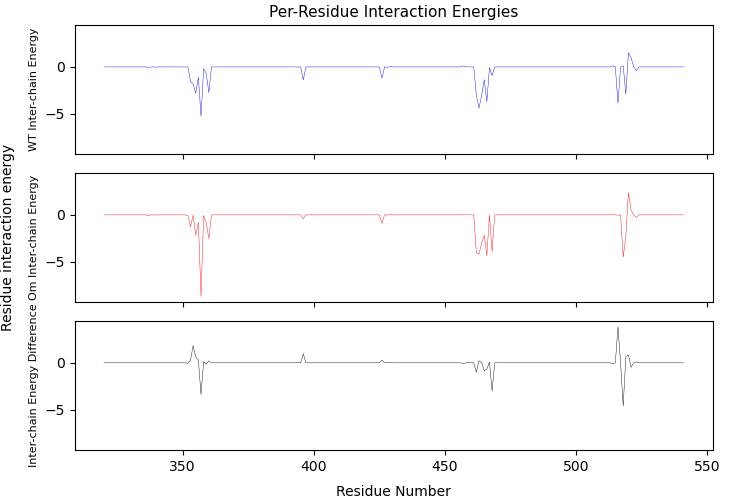 Per-Residue Interaction Energies
Residue interaction energy
WT Inter-chain Energy
0
−5
Om Inter-chain Energy
0
−5
Inter-chain Energy Difference
0
−5
350
400
450
500
550
Residue Number